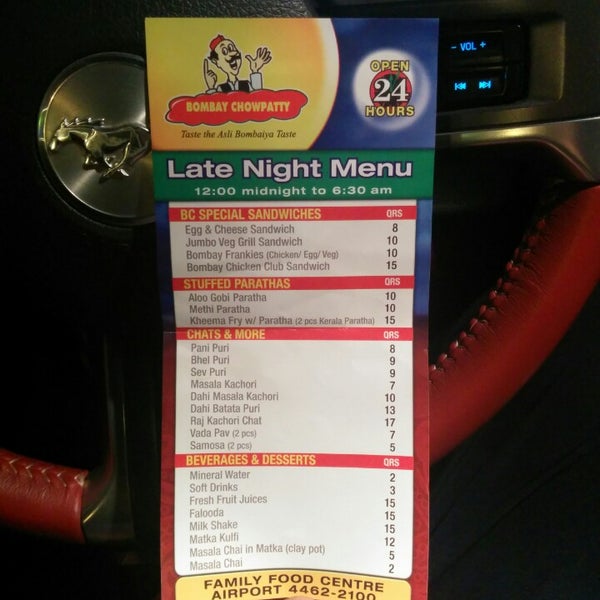 - VOL +
BOMBAY CHOWPATTY
Taste the Asli Bombaiya Taste
OPEN
24
HOURS
Late Night Menu
12:00 midnight to 6:30 am
BC SPECIAL SANDWICHES QRS
Egg & Cheese Sandwich 8
Jumbo Veg Grill Sandwich 10
Bombay Frankies (Chicken/ Egg/ Veg) 10
Bombay Chicken Club Sandwich 15
STUFFED PARATHAS QRS
Aloo Gobi Paratha 10
Methi Paratha 10
Kheema Fry w/ Paratha (2 pcs Kerala Paratha) 15
CHATS & MORE QRS
Pani Puri 8
Bhel Puri 9
Sev Puri 9
Masala Kachori 7
Dahi Masala Kachori 10
Dahi Batata Puri 13
Raj Kachori Chat 17
Vada Pav (2 pcs) 7
Samosa (2 pcs) 5
BEVERAGES & DESSERTS QRS
Mineral Water 2
Soft Drinks 3
Fresh Fruit Juices 15
Falooda 15
Milk Shake 15
Matka Kulfi 12
Masala Chai in Matka (clay pot) 5
Masala Chai 2
FAMILY FOOD CENTRE
AIRPORT 4462-2100